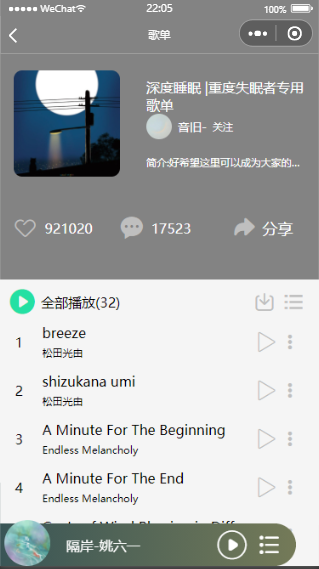 WeChat
22:05
100%
歌单
深度睡眠 |重度失眠者专用
歌单
音旧- 关注
简介:好希望这里可以成为大家的...
921020
17523
分享
全部播放(32)
1
breeze
松田光由
2
shizukana umi
松田光由
3
A Minute For The Beginning
Endless Melancholy
4
A Minute For The End
Endless Melancholy
隔岸-姚六一